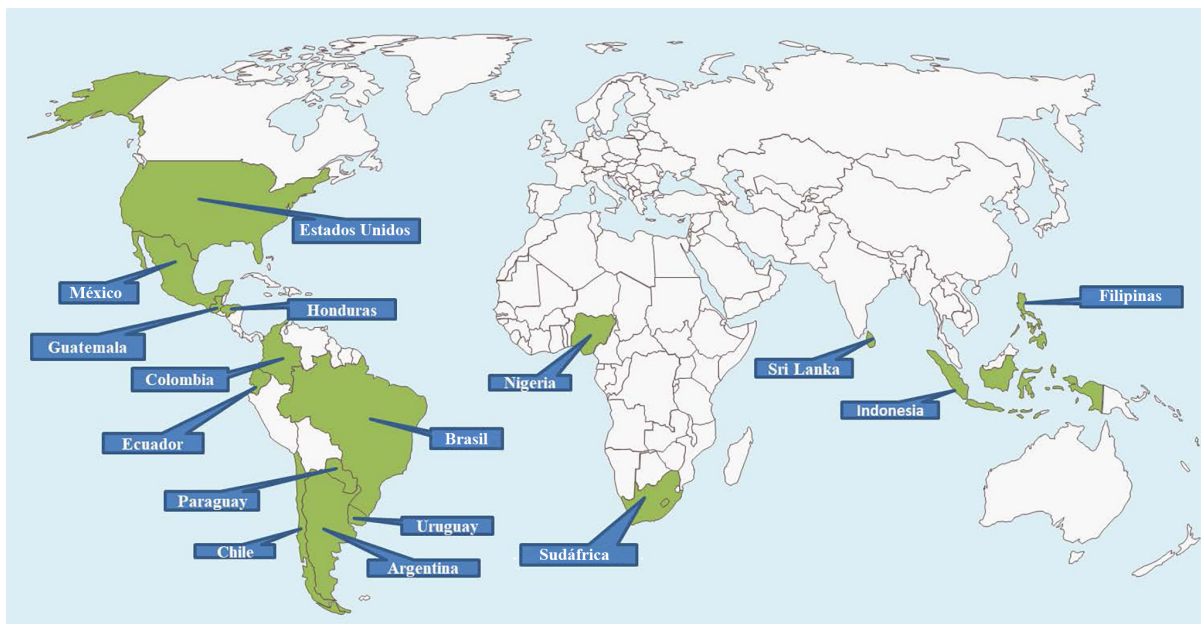 Estados Unidos
México
Honduras
Guatemala
Colombia
Ecuador
Brasil
Paraguay
Uruguay
Chile
Argentina
Nigeria
Sudáfrica
Sri Lanka
Filipinas
Indonesia